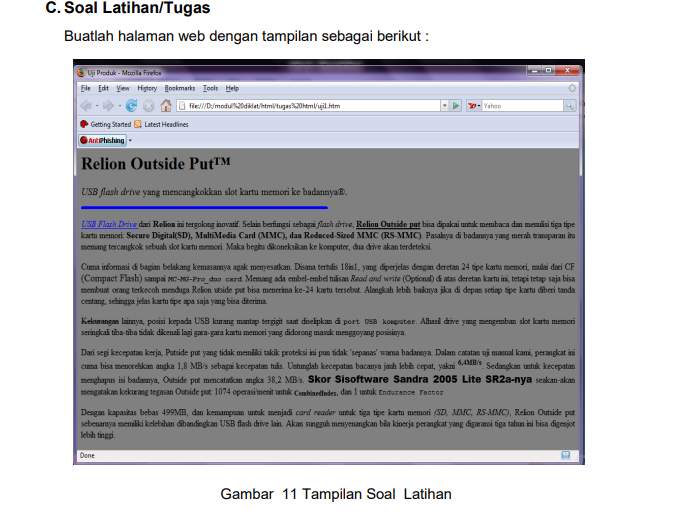 C. Soal Latihan/Tugas
Buatlah halaman web dengan tampilan sebagai berikut :
Uji Produk - Mozilla Firefox
File Edit View History Bookmarks Tools Help
file:///D:/modul%20diklat/html/tugas%20html/uji1.htm
Yahoo
Getting Started Latest Headlines
AntiPhishing
Relion Outside Put™
USB flash drive yang mencangkokkan slot kartu memori ke badannya®.
USB Flash Drive dari Relion ini tergolong inovatif. Selain berfungsi sebagai flash drive, Relion Outside put bisa dipakai untuk membaca dan menulisi tiga tipe
kartu memori: Secure Digital(SD), MultiMedia Card (MMC), dan Reduced-Sized MMC (RS-MMC). Pasalnya di badannya yang merah transparan itu
memang tercangkok sebuah slot kartu memori. Maka begitu dikoneksikan ke komputer, dua drive akan terdeteksi.
Cuma informasi di bagian belakang kemasannya agak menyesatkan. Disana tertulis 18in1, yang diperjelas dengan deretan 24 tipe kartu memori, mulai dari CF
(Compact Flash) sampai MC-MG-Pro_duo card. Memang ada embel-embel tulisan Read and write (Optional) di atas deretan kartu ini, tetapi tetap saja bisa
membuat orang terkecoh menduga Relion utside put bisa menerima ke-24 kartu tersebut. Alangkah lebih baiknya jika di depan setiap tipe kartu diberi tanda
centang, sehingga jelas kartu tipe apa saja yang bisa diterima.
Kekurangan lainnya, posisi kepada USB kurang mantap tergigit saat diselipkan di port USB komputer. Alhasil drive yang mengemban slot kartu memori
seringkali tiba-tiba tidak dikenali lagi gara-gara kartu memori yang didorong masuk menggoyang posisinya.
Dari segi kecepatan kerja, Putside put yang tidak memiliki takik proteksi ini pun tidak 'sepanas' warna badannya. Dalam catatan uji manual kami, perangkat ini
cuma bisa menorehkan angka 1,8 MB/s sebagai kecepatan tulis. Untunglah kecepatan bacanya jauh lebih cepat, yakni 6,4MB/s. Sedangkan untuk kecepatan
menghapus isi badannya, Outside put mencatatkan angka 38,2 MB/s. Skor Sisoftware Sandra 2005 Lite SR2a-nya seakan-akan
mengatakan kekurang tegasan Outside put: 1074 operasi/menit untuk CombinedIndex, dan 1 untuk Endurance Factor
Dengan kapasitas bebas 499MB, dan kemampuan untuk menjadi card reader untuk tiga tipe kartu memori (SD, MMC, RS-MMC), Relion Outside put
sebenarnya memiliki kelebihan dibandingkan USB flash drive lain. Akan sungguh menyenangkan bila kinerja perangkat yang digaransi tiga tahun ini bisa digenjot
lebih tinggi.
Done
Gambar 11 Tampilan Soal Latihan